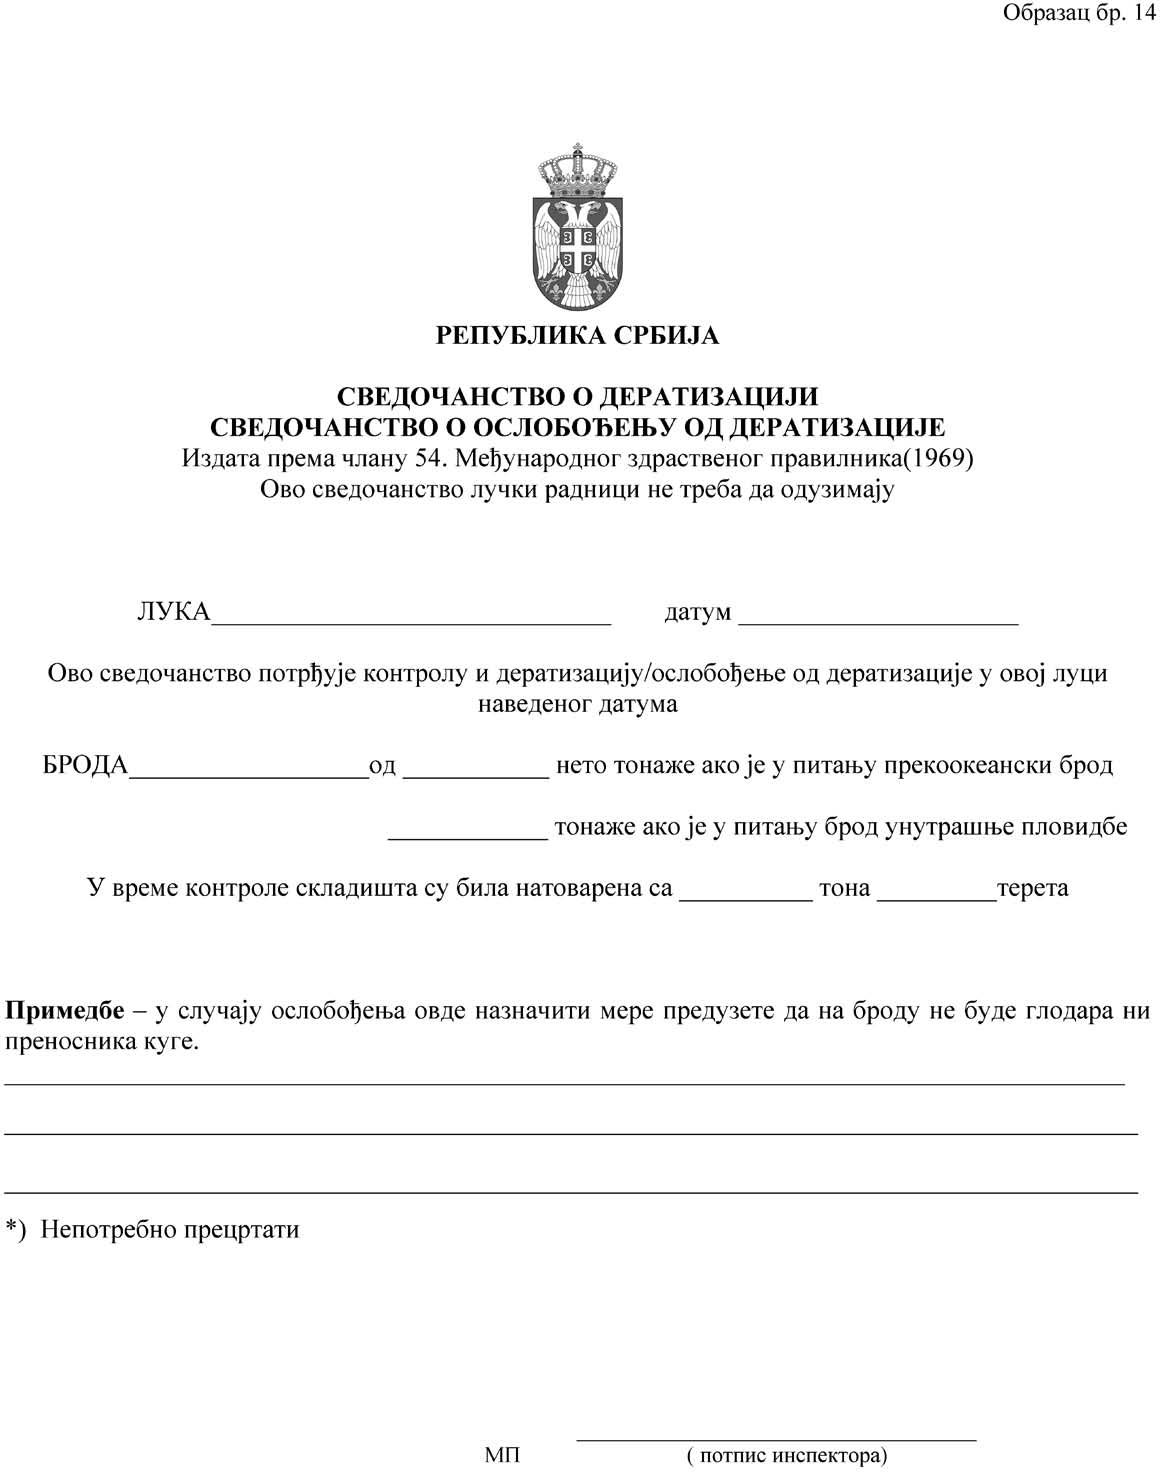 Образац бр. 14
РЕПУБЛИКА СРБИЈА
СВЕДОЧАНСТВО О ДЕРАТИЗАЦИЈИ
СВЕДОЧАНСТВО О ОСЛОБОЂЕЊУ ОД ДЕРАТИЗАЦИЈЕ
Издата према члану 54. Међународног здраственог правилника(1969)
Ово сведочанство лучки радници не треба да одузимају
ЛУКА______________________________ датум _____________________
Ово сведочанство потрђује контролу и дератизацију/ослобођење од дератизације у овој луци
наведеног датума
БРОДА__________________од ___________ нето тонаже ако је у питању прекоокеански брод
____________ тонаже ако је у питању брод унутрашње пловидбе
У време контроле складишта су била натоварена са __________ тона _________терета
Примедбе – у случају ослобођења овде назначити мере предузете да на броду не буде глодара ни
преносника куге.
*) Непотребно прецртати
МП ( потпис инспектора)